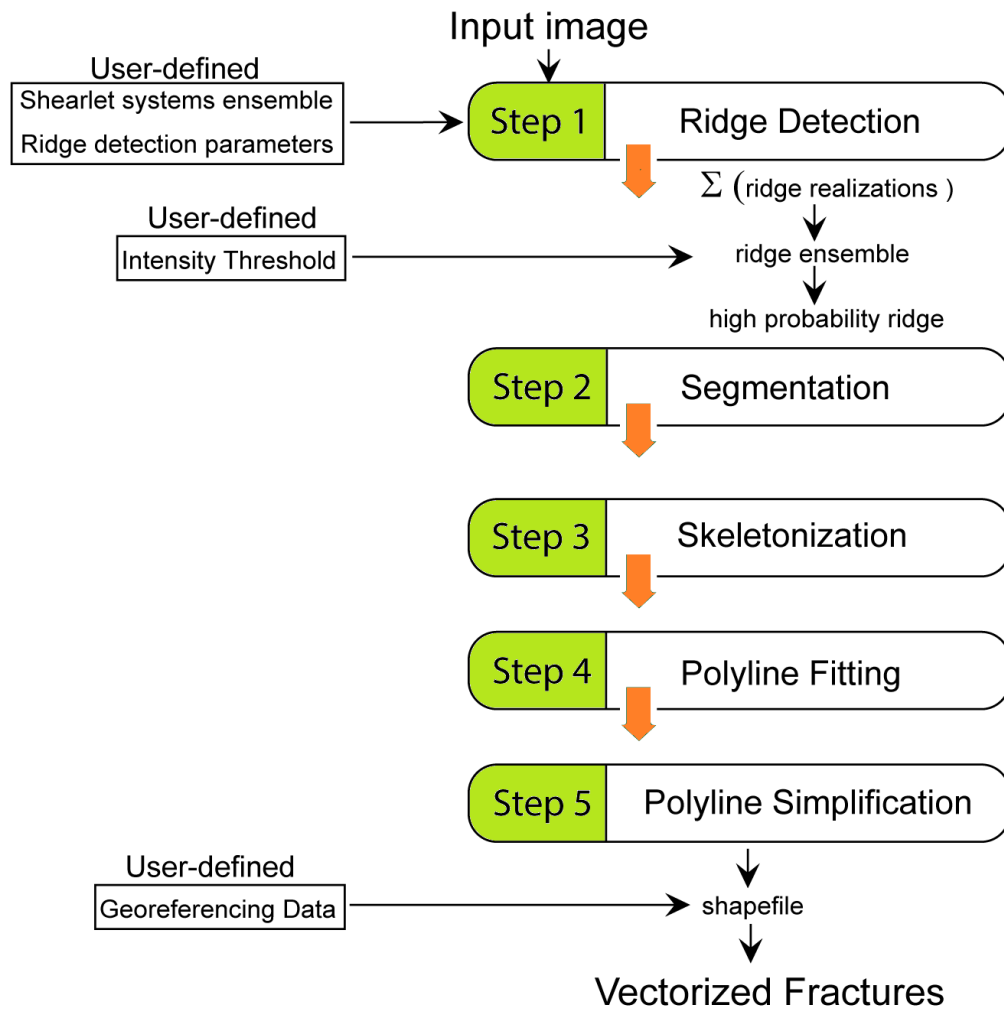 Input image
User-defined
Shearlet systems ensemble
Ridge detection parameters
Step 1 Ridge Detection
Σ (ridge realizations )
User-defined
Intensity Threshold
ridge ensemble
high probability ridge
Step 2 Segmentation
Step 3 Skeletonization
Step 4 Polyline Fitting
Step 5 Polyline Simplification
User-defined
Georeferencing Data
shapefile
Vectorized Fractures